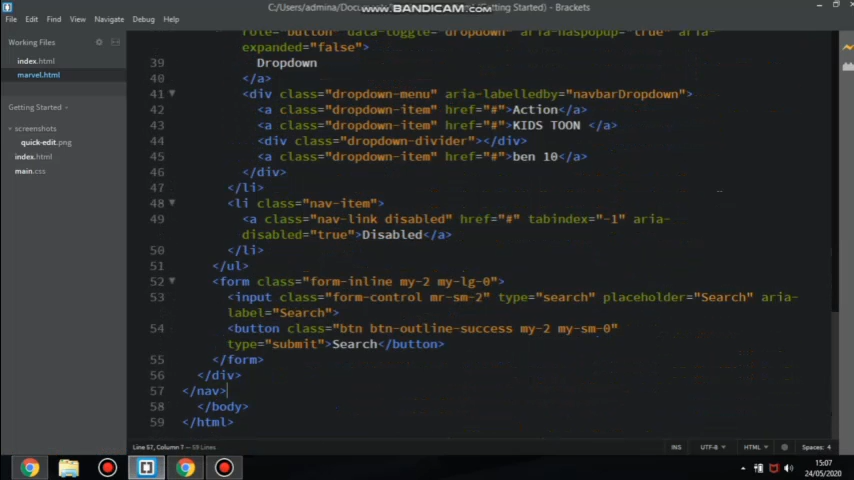 C:/Users/admina/Docu (Getting Started) - Brackets
www.BANDICAM.com
File Edit Find View Navigate Debug Help
Working Files
index.html
marvel.html
Getting Started
screenshots
quick-edit.png
index.html
main.css
role="button" data-toggle="dropdown" aria-haspopup="true" aria-
expanded="false">
39 Dropdown
40 </a>
41 <div class="dropdown-menu" aria-labelledby="navbarDropdown">
42 <a class="dropdown-item" href="#">Action</a>
43 <a class="dropdown-item" href="#">KIDS TOON </a>
44 <div class="dropdown-divider"></div>
45 <a class="dropdown-item" href="#">ben 10</a>
46 </div>
47 </li>
48 <li class="nav-item">
49 <a class="nav-link disabled" href="#" tabindex="-1" aria-
disabled="true">Disabled</a>
50 </li>
51 </ul>
52 <form class="form-inline my-2 my-lg-0">
53 <input class="form-control mr-sm-2" type="search" placeholder="Search" aria-
label="Search">
54 <button class="btn btn-outline-success my-2 my-sm-0"
type="submit">Search</button>
55 </form>
56 </div>
57 </nav>
58 </body>
59 </html>
Line 57, Column 7 — 59 Lines
INS UTF-8 HTML Spaces: 4
15:07
24/05/2020